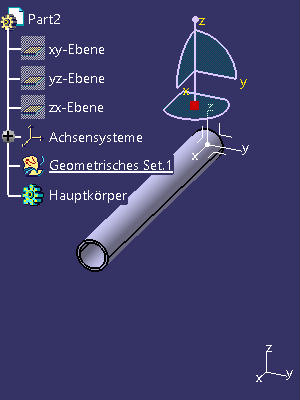 Part2
z
xy-Ebene
yz-Ebene
y
x
zx-Ebene
z
Achsensysteme
y
x
Geometrisches Set.1
Hauptkörper
z
y
x